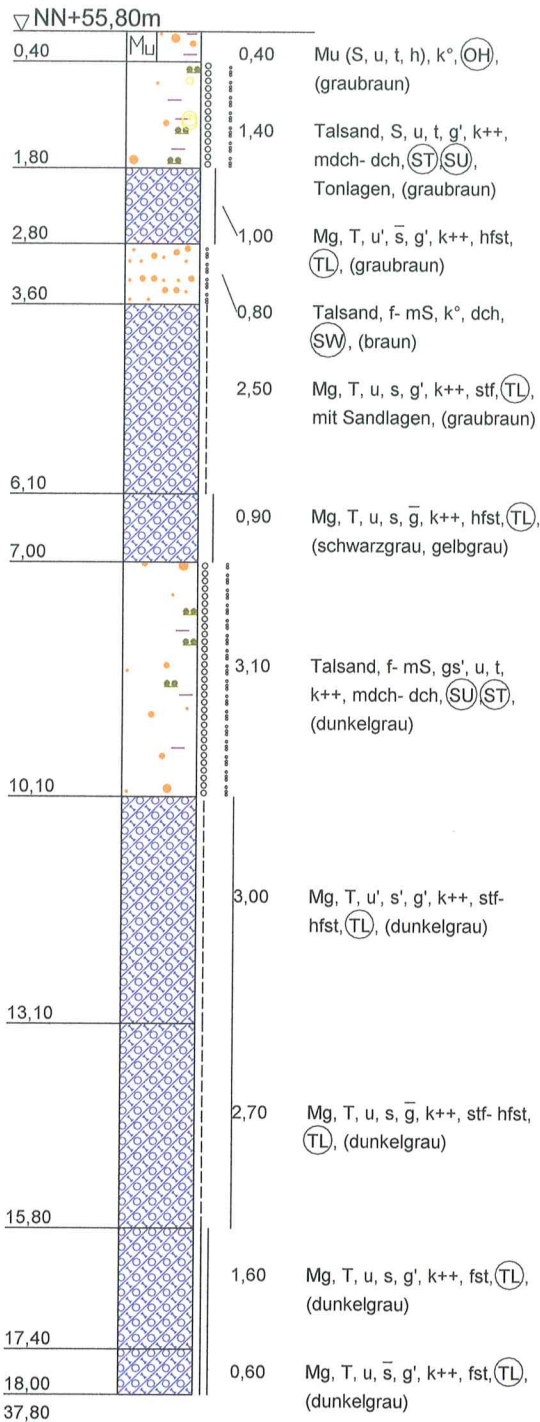 ▽ NN+55,80m
Mu
0,40
0,40
Mu (S, u, t, h), k°, OH,
(graubraun)
1,40
Talsand, S, u, t, g', k++,
mdch- dch, ST, SU,
Tonlagen, (graubraun)
1,80
1,00
Mg, T, u', s̅, g', k++, hfst,
TL, (graubraun)
2,80
0,80
Talsand, f- mS, k°, dch,
SW, (braun)
3,60
2,50
Mg, T, u, s, g', k++, stf, TL,
mit Sandlagen, (graubraun)
6,10
0,90
Mg, T, u, s, g̅, k++, hfst, TL,
(schwarzgrau, gelbgrau)
7,00
3,10
Talsand, f- mS, gs', u, t,
k++, mdch- dch, SU, ST,
(dunkelgrau)
10,10
3,00
Mg, T, u', s', g', k++, stf-
hfst, TL, (dunkelgrau)
13,10
2,70
Mg, T, u, s, g̅, k++, stf- hfst,
TL, (dunkelgrau)
15,80
1,60
Mg, T, u, s, g', k++, fst, TL,
(dunkelgrau)
17,40
0,60
Mg, T, u, s̅, g', k++, fst, TL,
(dunkelgrau)
18,00
37,80